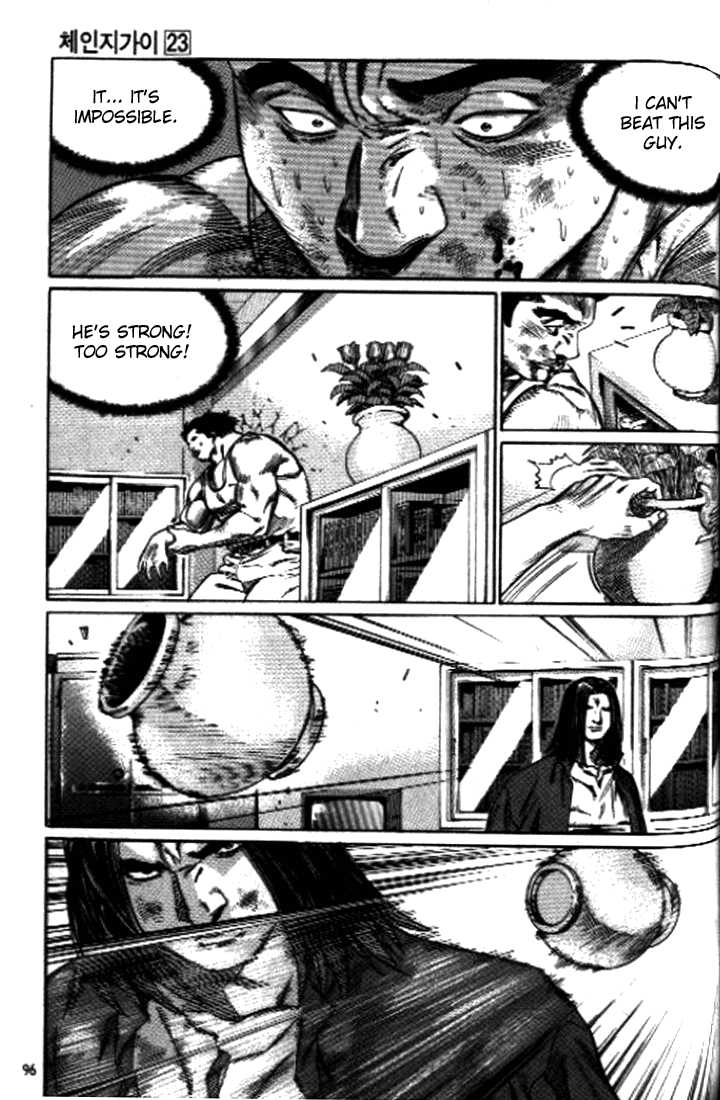 체인지가이 23
IT... IT'S
IMPOSSIBLE.
I CAN'T
BEAT THIS
GUY.
HE'S STRONG!
TOO STRONG!
96